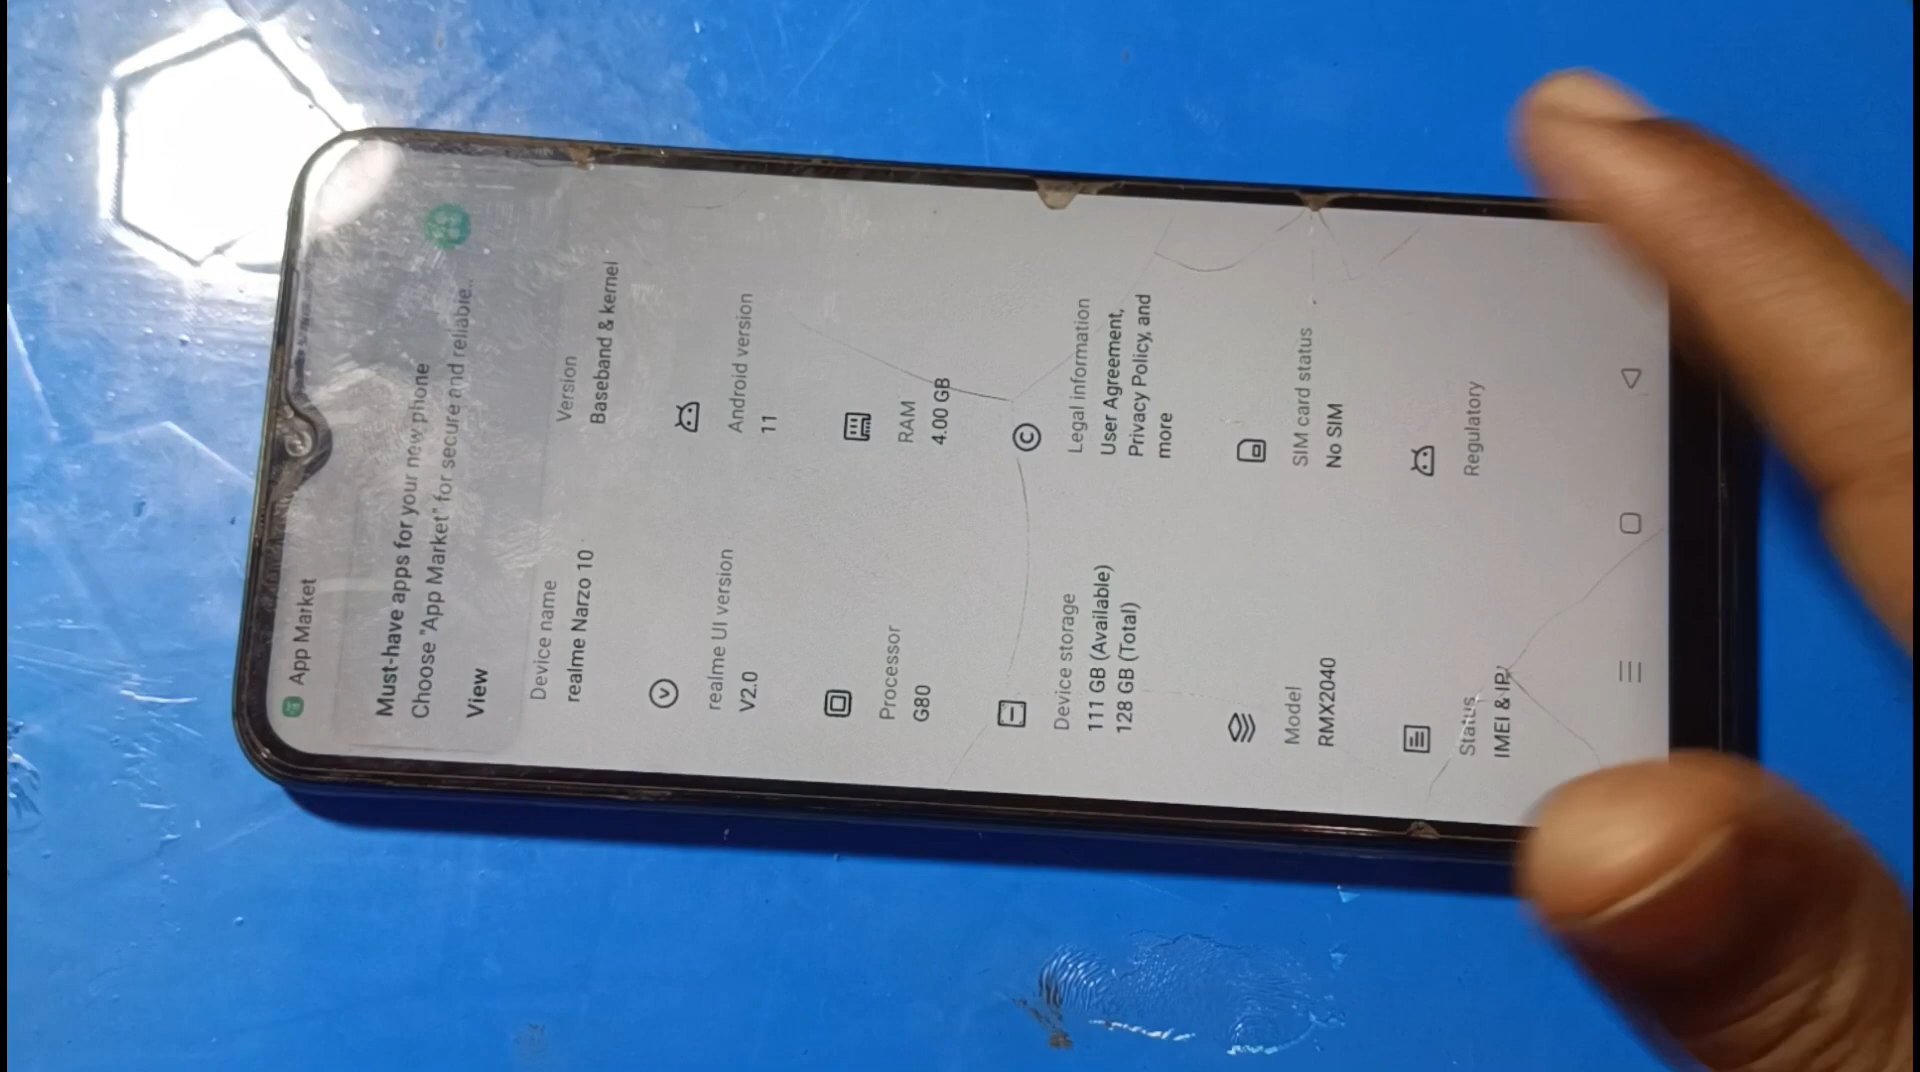 App Market
Must-have apps for your new phone
Choose "App Market" for secure and reliable..
View
Device name
realme Narzo 10
Version
Baseband & kernel
realme UI version
V2.0
Android version
11
Processor
G80
RAM
4.00 GB
Device storage
111 GB (Available)
128 GB (Total)
Legal information
User Agreement,
Privacy Policy, and
more
Model
RMX2040
SIM card status
No SIM
Status
IMEI & IP
Regulatory